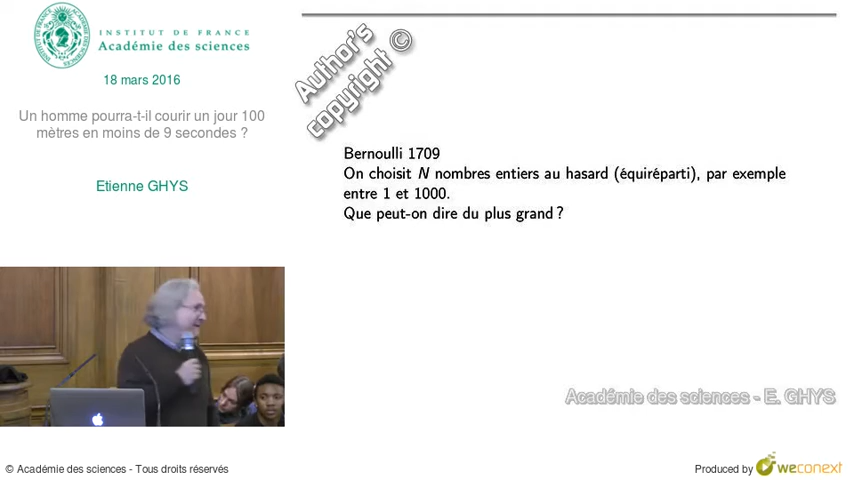 INSTITUT DE FRANCE
Académie des sciences
18 mars 2016
Un homme pourra-t-il courir un jour 100
mètres en moins de 9 secondes ?
Etienne GHYS
Author's
copyright ©
Bernoulli 1709
On choisit N nombres entiers au hasard (équiréparti), par exemple
entre 1 et 1000.
Que peut-on dire du plus grand ?
Académie des sciences - E. GHYS
© Académie des sciences - Tous droits réservés
Produced by weconext